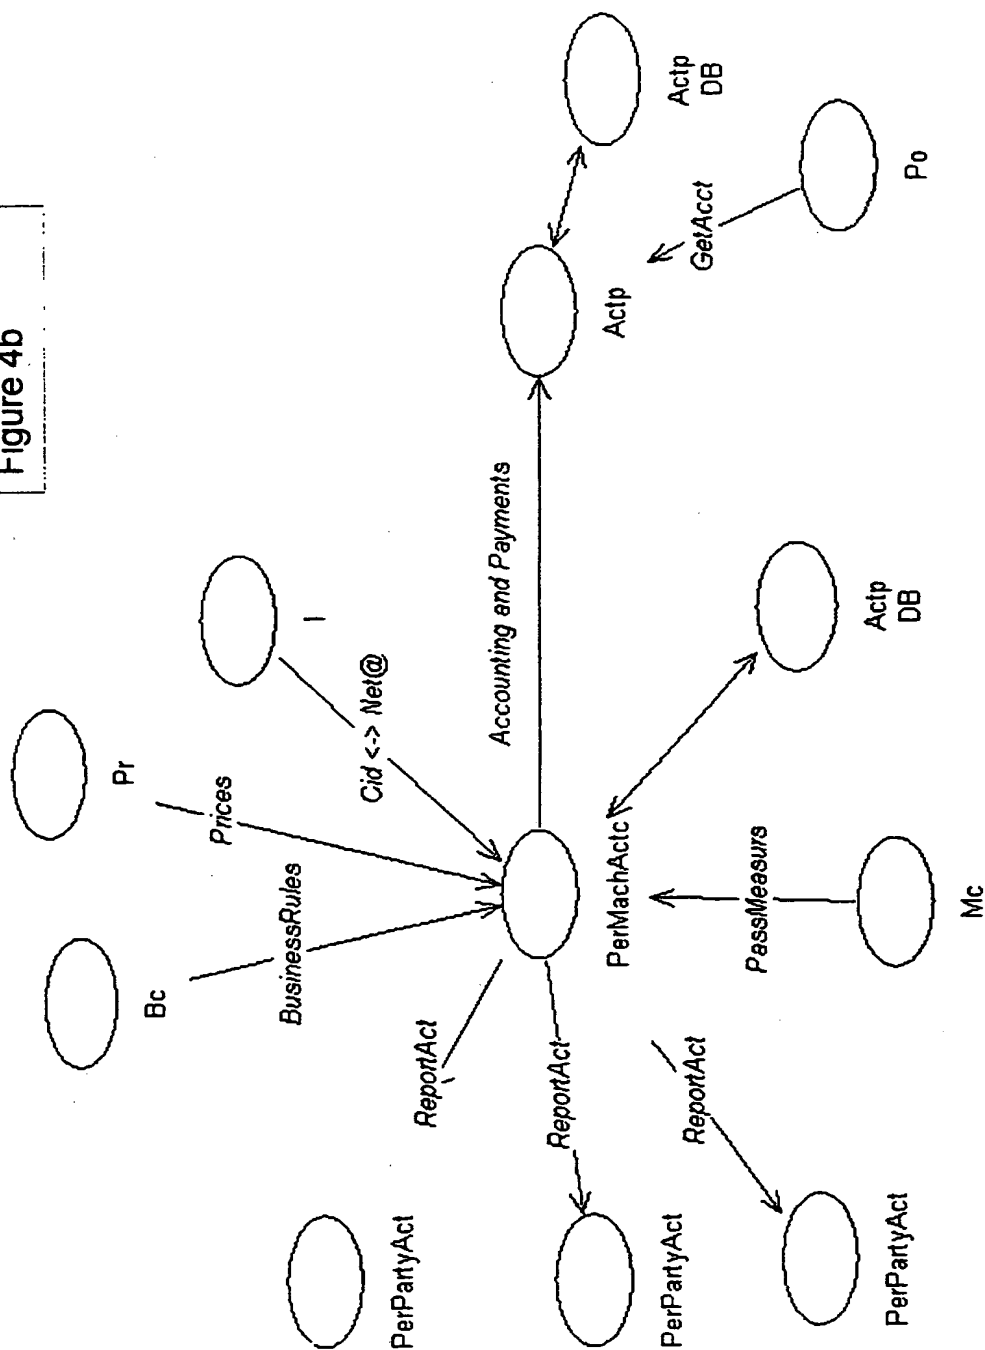 Figure 4b
Pr
Bc
Prices
BusinessRules
I
Cid <-> Net@
PerPartyAct
ReportAct
Accounting and Payments
ReportAct
PerMachActc
Actp
PerPartyAct
Actp
DB
ReportAct
GetAcct
PassMeasurs
Actp
DB
PerPartyAct
Po
Mc